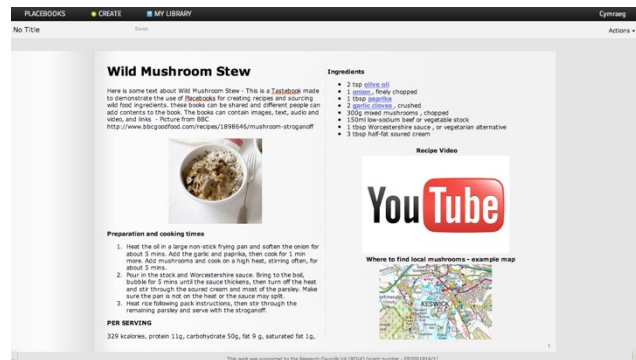 PLACEBOOKS
CREATE
MY LIBRARY
Cymraeg
No Title
Saved
Actions
Wild Mushroom Stew
Here is some text about Wild Mushroom Stew - This is a Tastebook made
to demonstrate the use of Placebooks for creating recipes and sourcing
wild food ingredients. these books can be shared and different people can
add contents to the book. The books can contain images, text, audio and
video, and links - Picture from BBC
http://www.bbcgoodfood.com/recipes/1898646/mushroom-stroganoff
Preparation and cooking times
1. Heat the oil in a large non-stick frying pan and soften the onion for
about 5 mins. Add the garlic and paprika, then cook for 1 min
more. Add mushrooms and cook on a high heat, stirring often, for
about 5 mins.
2. Pour in the stock and Worcestershire sauce. Bring to the boil,
bubble for 5 mins until the sauce thickens, then turn off the heat
and stir through the soured cream and most of the parsley. Make
sure the pan is not on the heat or the sauce may split.
3. Heat rice following pack instructions, then stir through the
remaining parsley and serve with the stroganoff.
PER SERVING
329 kcalories, protein 11g, carbohydrate 50g, fat 9 g, saturated fat 1g,
Ingredients
2 tsp olive oil
1 onion , finely chopped
1 tbsp paprika
2 garlic cloves , crushed
300g mixed mushrooms , chopped
150ml low-sodium beef or vegetable stock
1 tbsp Worcestershire sauce , or vegetarian alternative
3 tbsp half-fat soured cream
Recipe Video
YouTube
Where to find local mushrooms - example map
KESWICK
This work was supported by the Research Councils UK